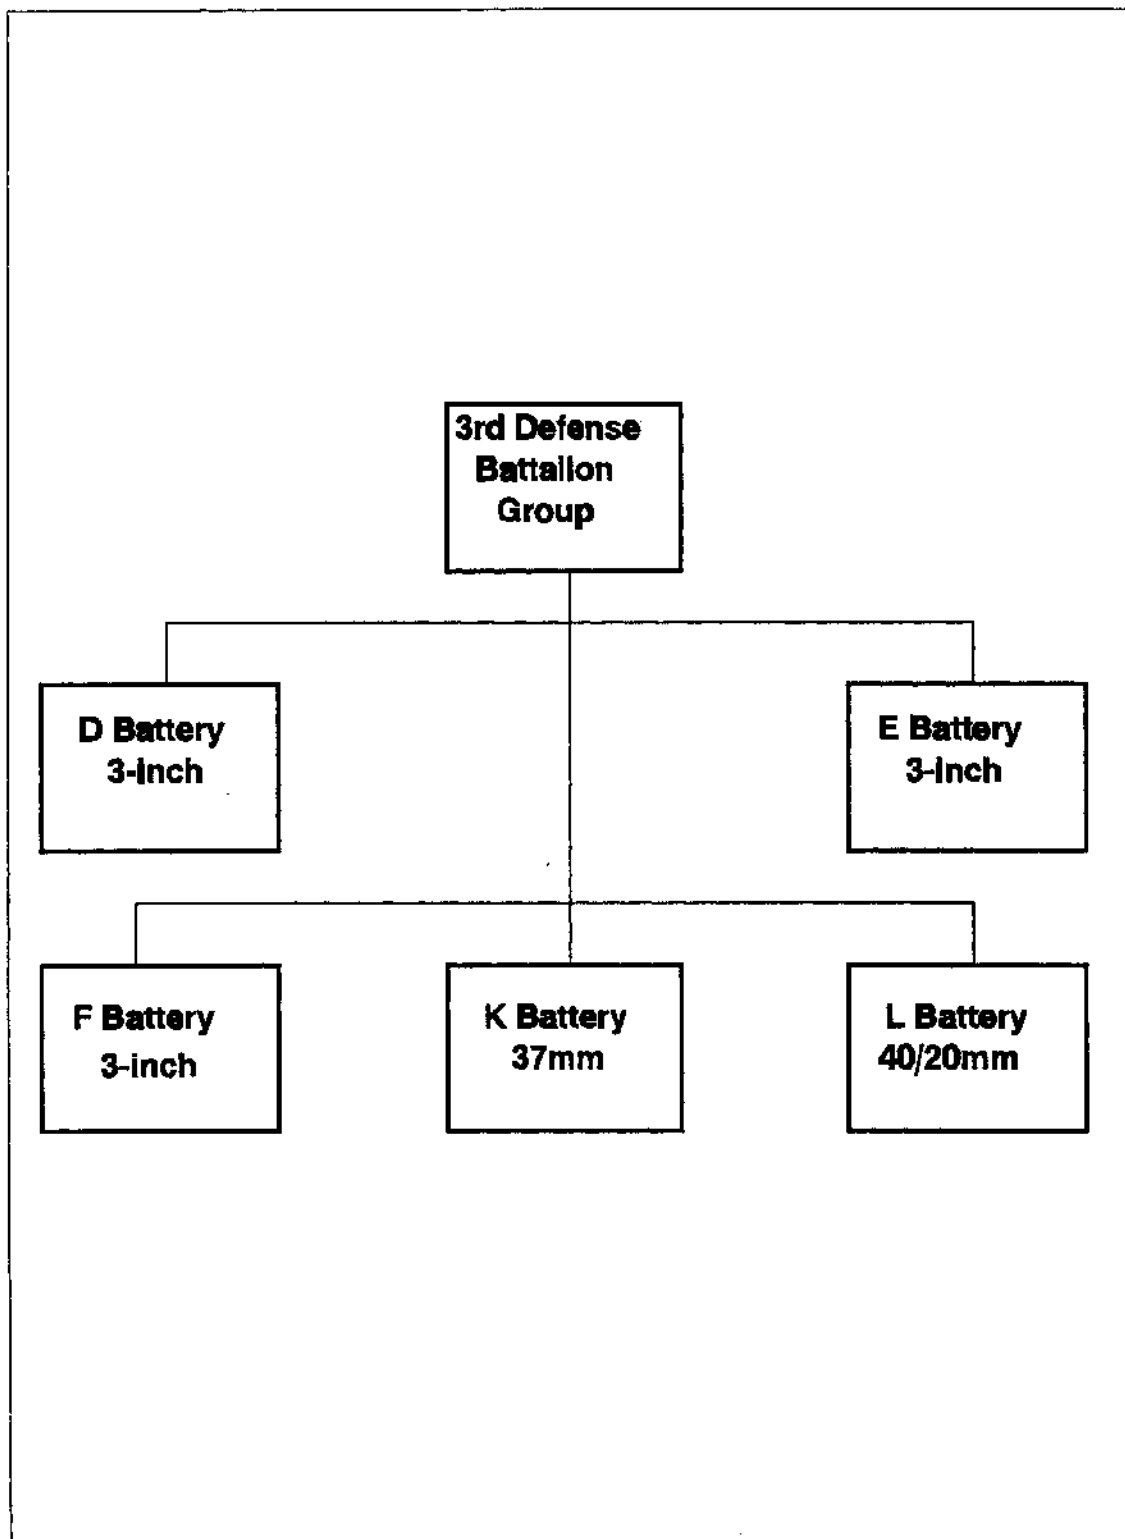 3rd Defense
Battalion
Group
D Battery
3-inch
E Battery
3-inch
F Battery
3-inch
K Battery
37mm
L Battery
40/20mm